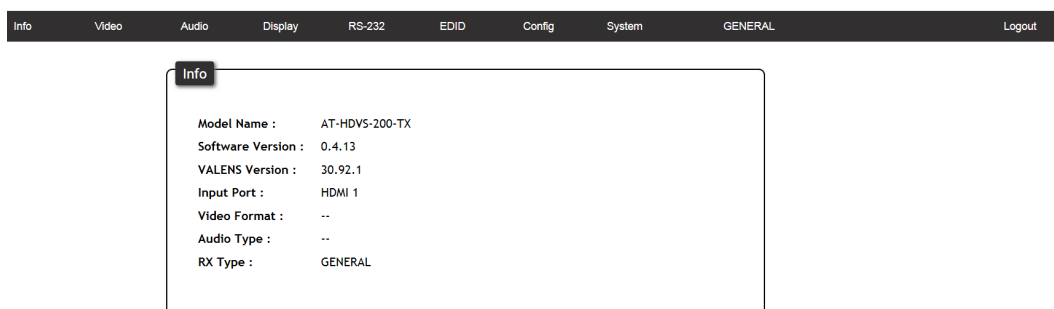 Info Video Audio Display RS-232 EDID Config System GENERAL Logout
Info
Model Name : AT-HDVS-200-TX
Software Version : 0.4.13
VALENS Version : 30.92.1
Input Port : HDMI 1
Video Format : --
Audio Type : --
RX Type : GENERAL